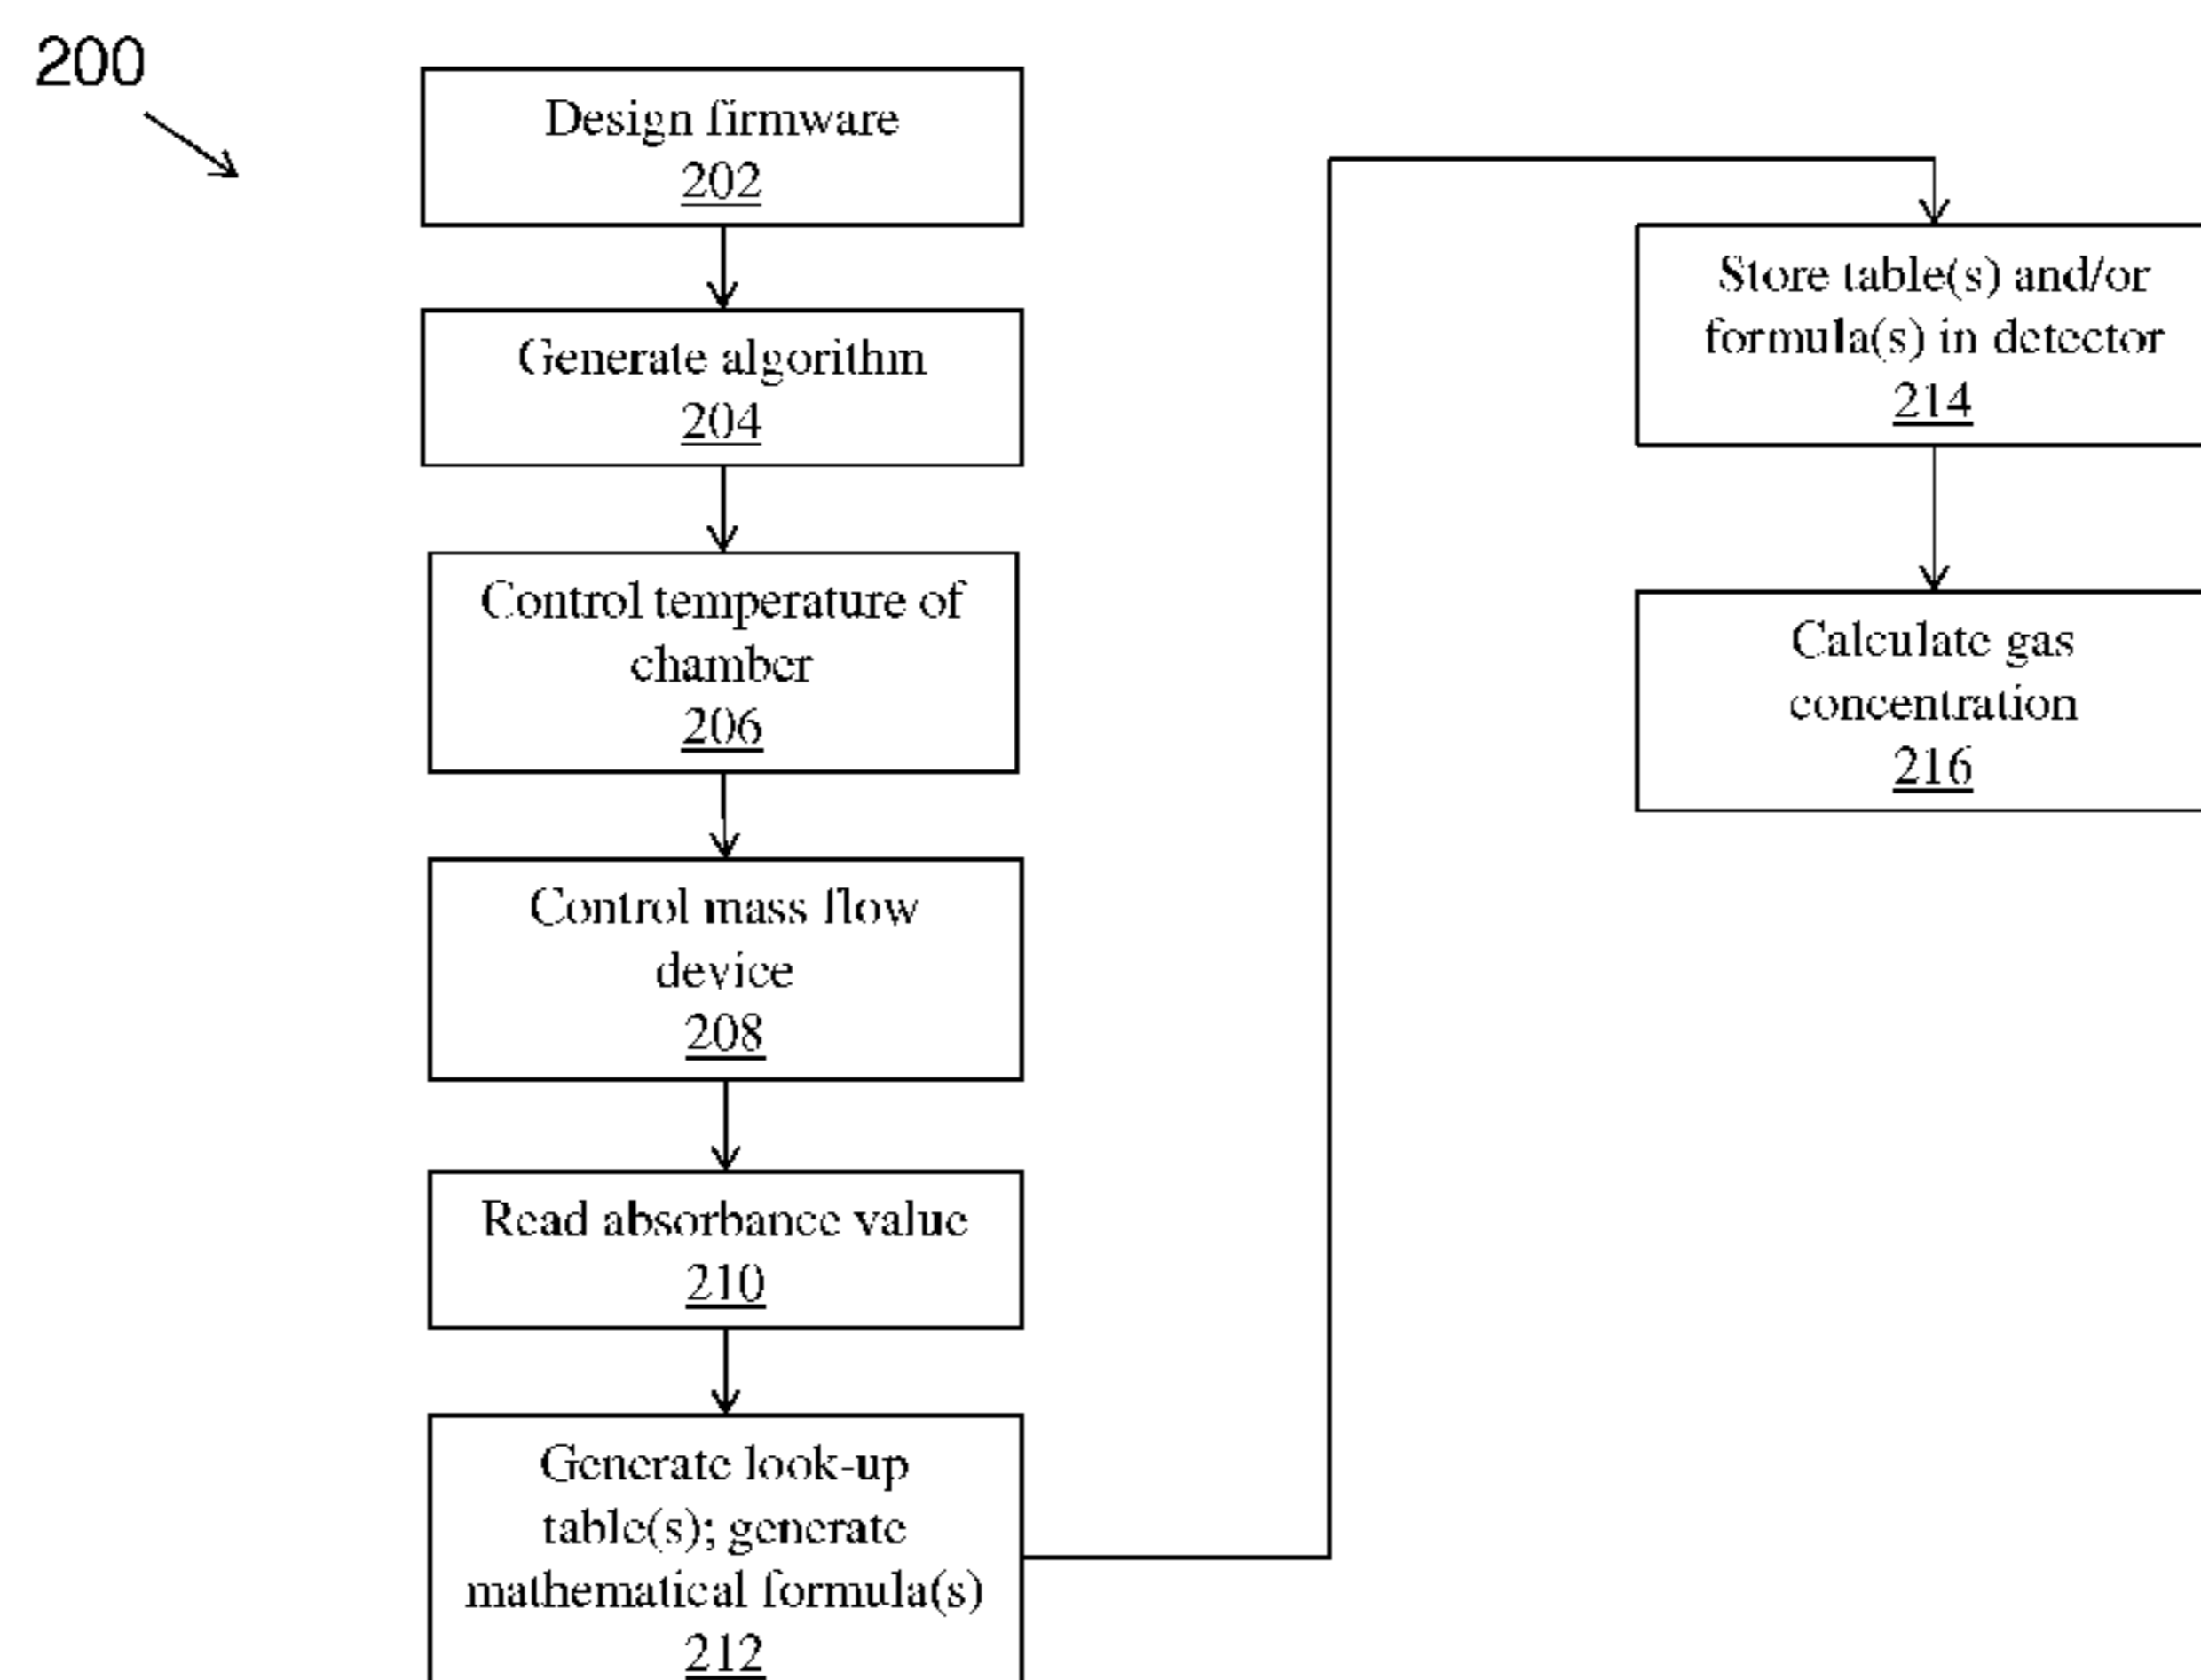 200
Design firmware
202
Generate algorithm
204
Control temperature of
chamber
206
Control mass flow
device
208
Read absorbance value
210
Generate look-up
table(s); generate
mathematical formula(s)
212
Store table(s) and/or
formula(s) in detector
214
Calculate gas
concentration
216